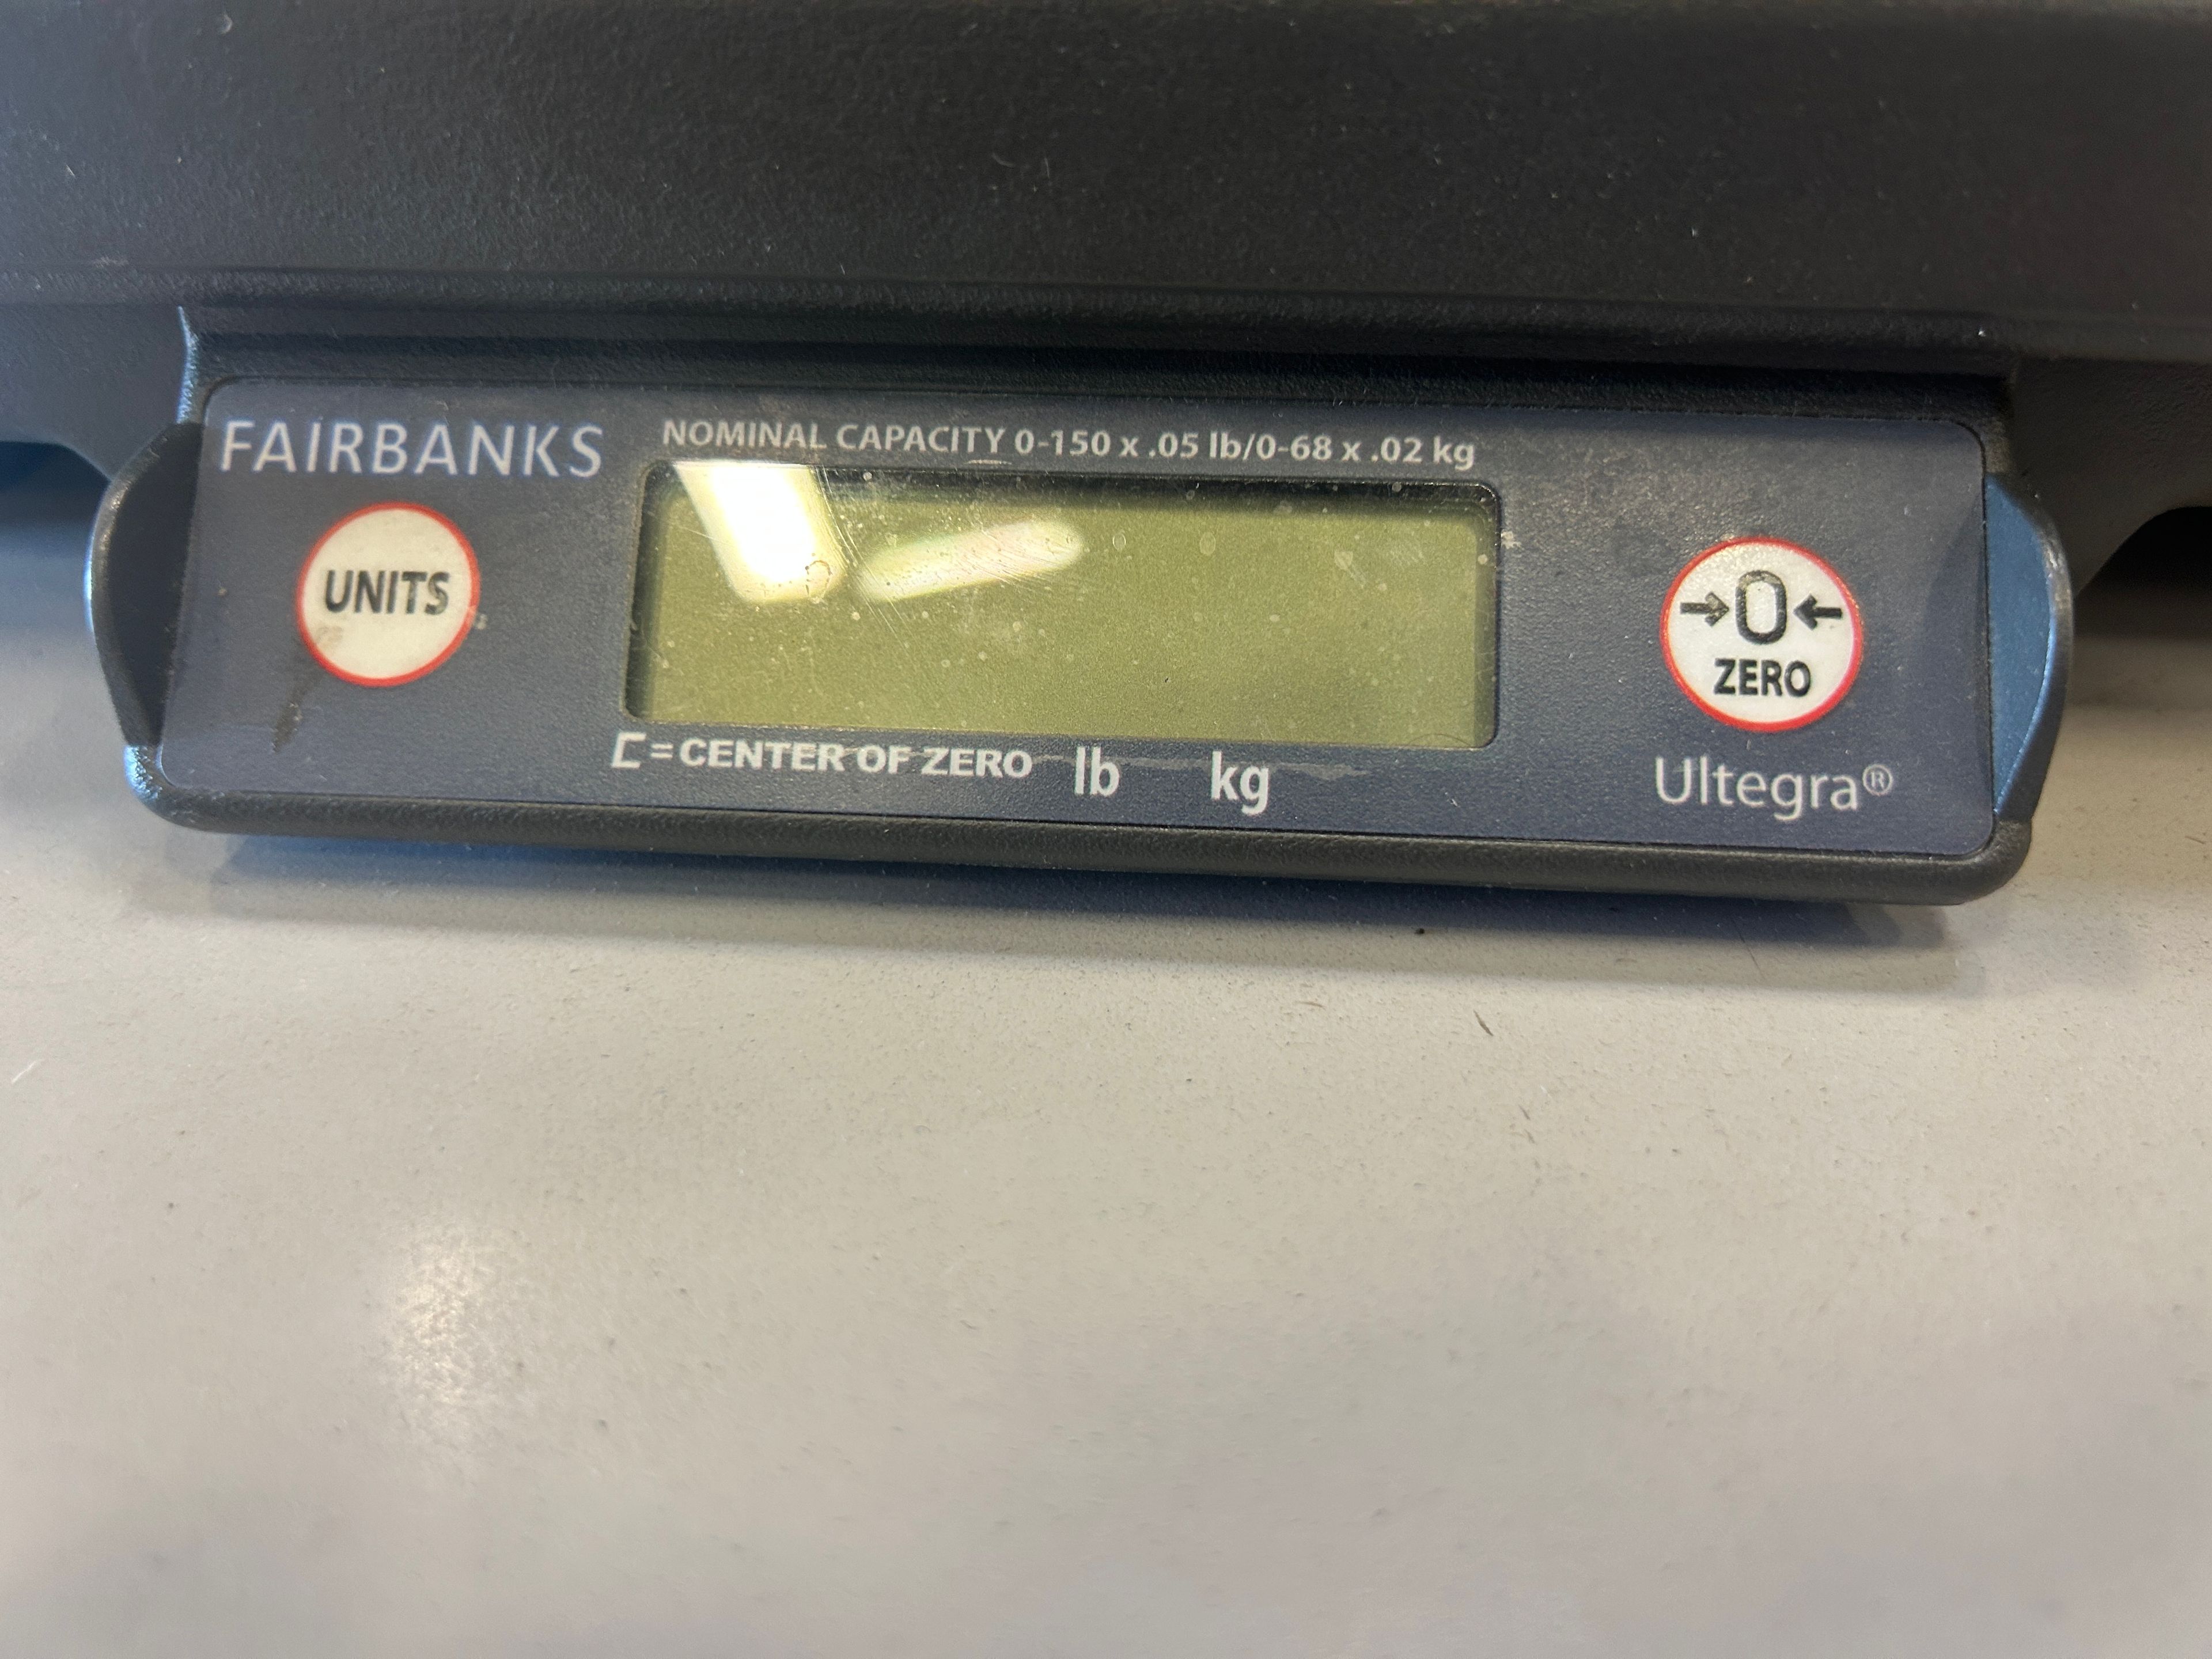 FAIRBANKS
NOMINAL CAPACITY 0-150 x .05 lb/0-68 x .02 kg
UNITS
→0←
ZERO
⊏=CENTER OF ZERO lb kg
Ultegra®